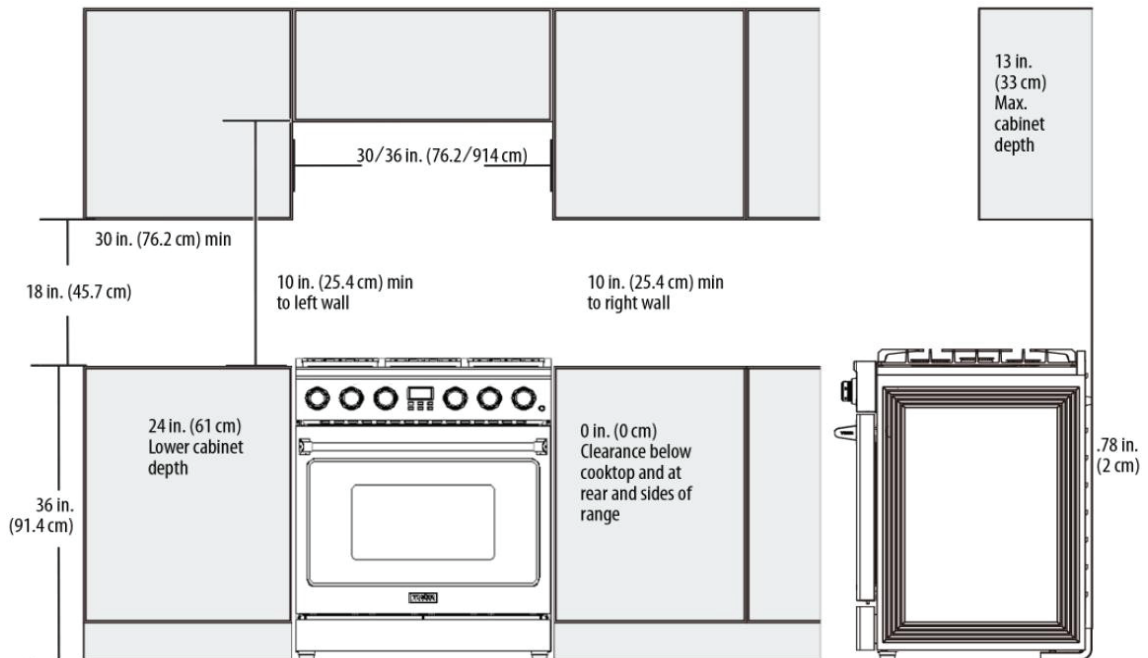 13 in.
(33 cm)
Max.
cabinet
depth
30/36 in. (76.2/914 cm)
30 in. (76.2 cm) min
18 in. (45.7 cm)
10 in. (25.4 cm) min
to left wall
10 in. (25.4 cm) min
to right wall
24 in. (61 cm)
Lower cabinet
depth
0 in. (0 cm)
Clearance below
cooktop and at
rear and sides of
range
36 in.
(91.4 cm)
.78 in.
(2 cm)